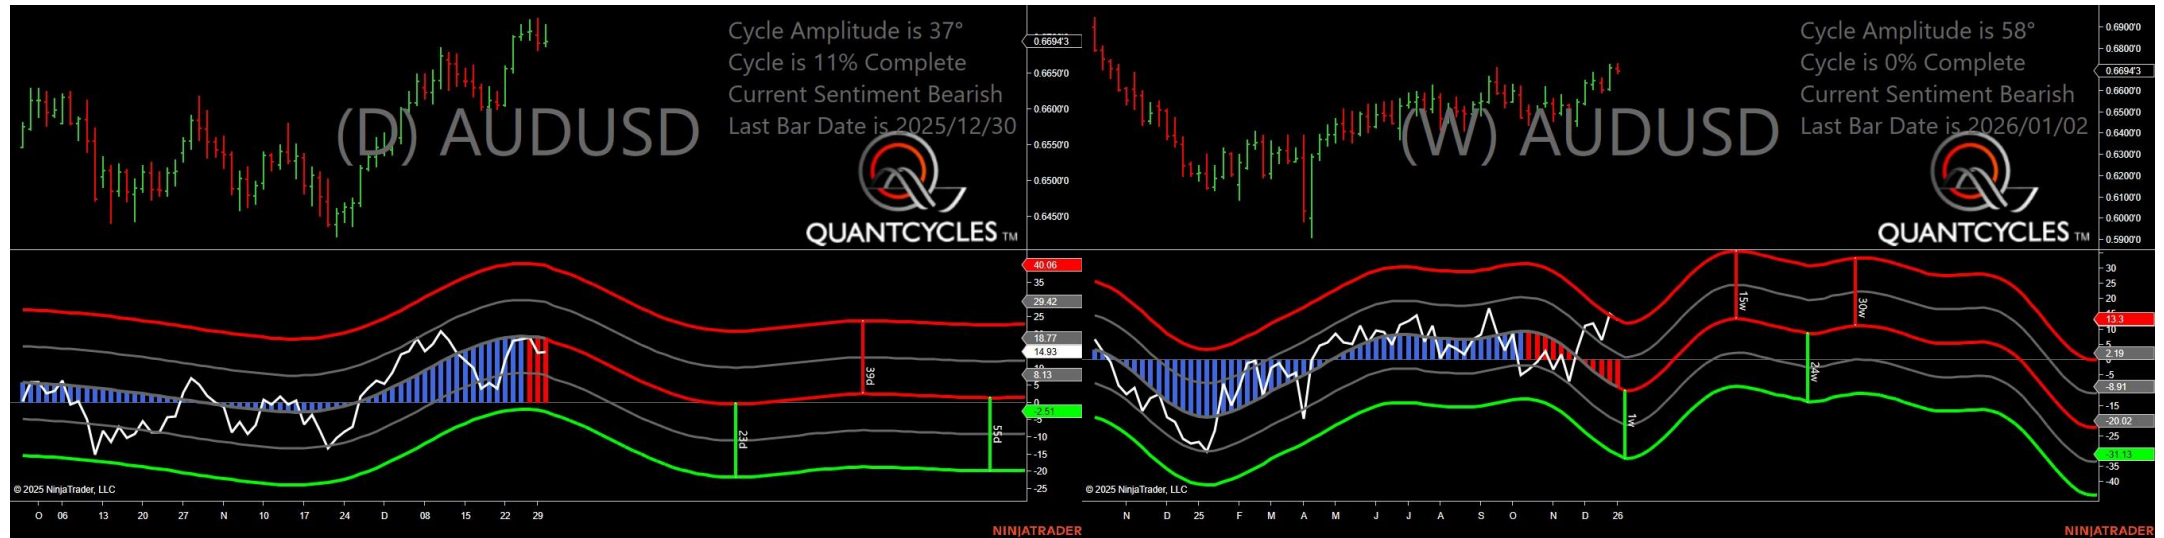 (D) AUDUSD
Cycle Amplitude is 37°
Cycle is 11% Complete
Current Sentiment Bearish
Last Bar Date is 2025/12/30
QUANTCYCLES TM
0.6694'3
0.6650'0
0.6600'0
0.6550'0
0.6500'0
0.6450'0
40.06
35
29.42
25
18.77
14.93
8.13
5
0
-2.51
-5
-10
-15
-20
-25
23d
39d
55d
© 2025 NinjaTrader, LLC
O 06 13 20 27 N 10 17 24 D 08 15 22 29
NINJATRADER
(W) AUDUSD
Cycle Amplitude is 58°
Cycle is 0% Complete
Current Sentiment Bearish
Last Bar Date is 2026/01/02
QUANTCYCLES TM
0.6900'0
0.6800'0
0.6694'3
0.6600'0
0.6500'0
0.6400'0
0.6300'0
0.6200'0
0.6100'0
0.6000'0
0.5900'0
30
25
20
15
13.3
10
5
2.19
-5
-8.91
-15
-20.02
-25
-31.13
-35
-40
1w
15w
24w
30w
© 2025 NinjaTrader, LLC
N D 25 F M A M J J A S O N D 26
NINJATRADER